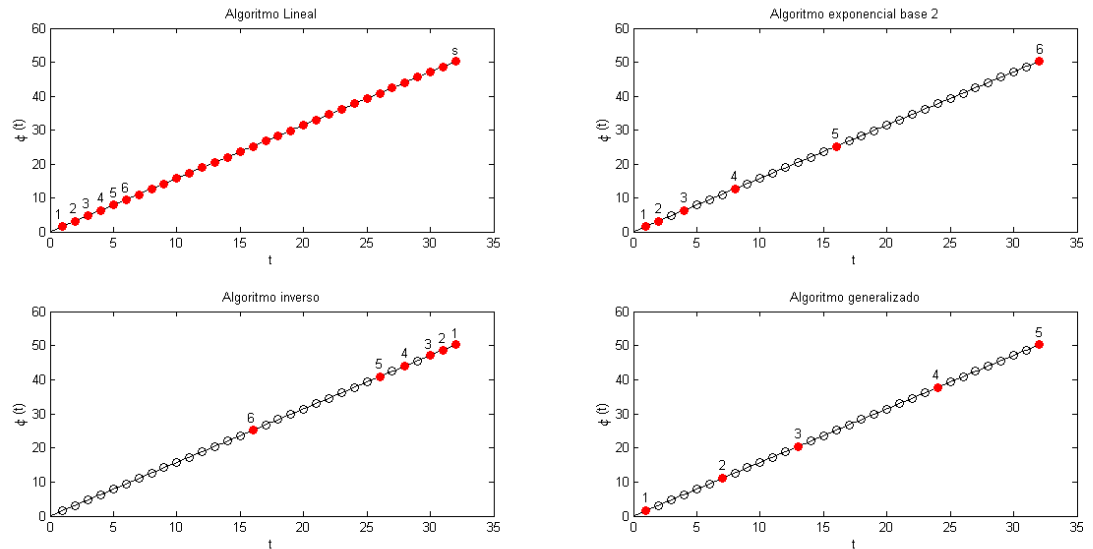 Algoritmo Lineal
60
50
40
30
20
10
0
ϕ (t)
1 2 3 4 5 6 s
0 5 10 15 20 25 30 35
t
Algoritmo exponencial base 2
60
50
40
30
20
10
0
ϕ (t)
1 2 3 4 5 6
0 5 10 15 20 25 30 35
t
Algoritmo inverso
60
50
40
30
20
10
0
ϕ (t)
6 5 4 3 2 1
0 5 10 15 20 25 30 35
t
Algoritmo generalizado
60
50
40
30
20
10
0
ϕ (t)
1 2 3 4 5
0 5 10 15 20 25 30 35
t